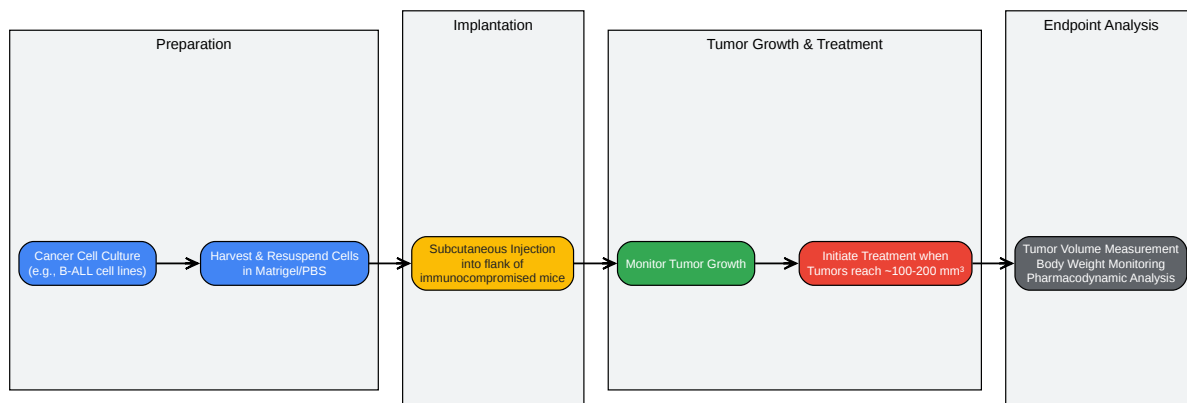 Preparation
Cancer Cell Culture
(e.g., B-ALL cell lines)
Harvest & Resuspend Cells
in Matrigel/PBS
Implantation
Subcutaneous Injection
into flank of
immunocompromised mice
Tumor Growth & Treatment
Monitor Tumor Growth
Initiate Treatment when
Tumors reach ~100-200 mm³
Endpoint Analysis
Tumor Volume Measurement
Body Weight Monitoring
Pharmacodynamic Analysis